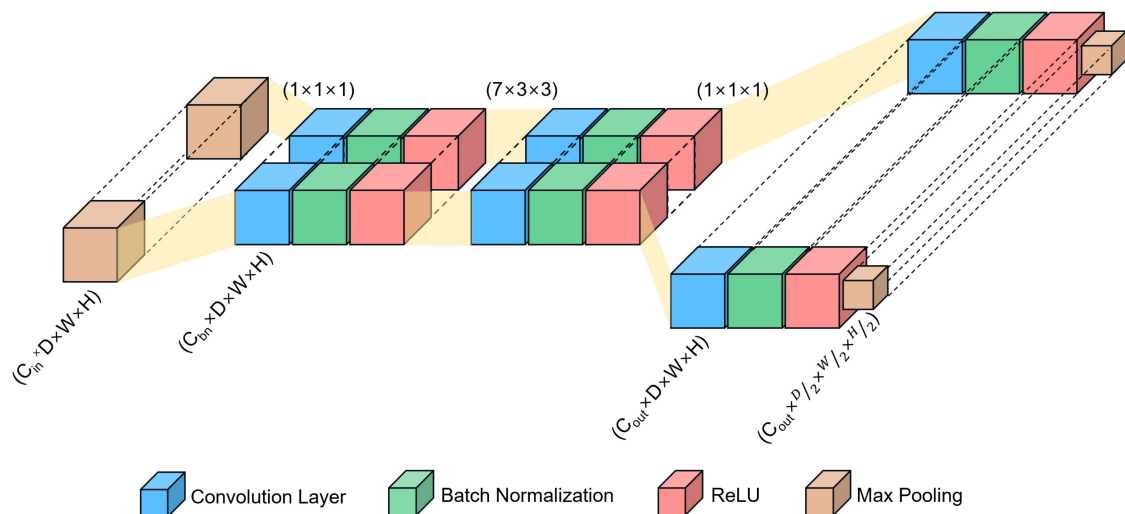 (1×1×1)
(7×3×3)
(1×1×1)
(C_in×D×W×H)
(C_bn×D×W×H)
(C_out×D×W×H)
(C_out×D/2×W/2×H/2)
Convolution Layer
Batch Normalization
ReLU
Max Pooling